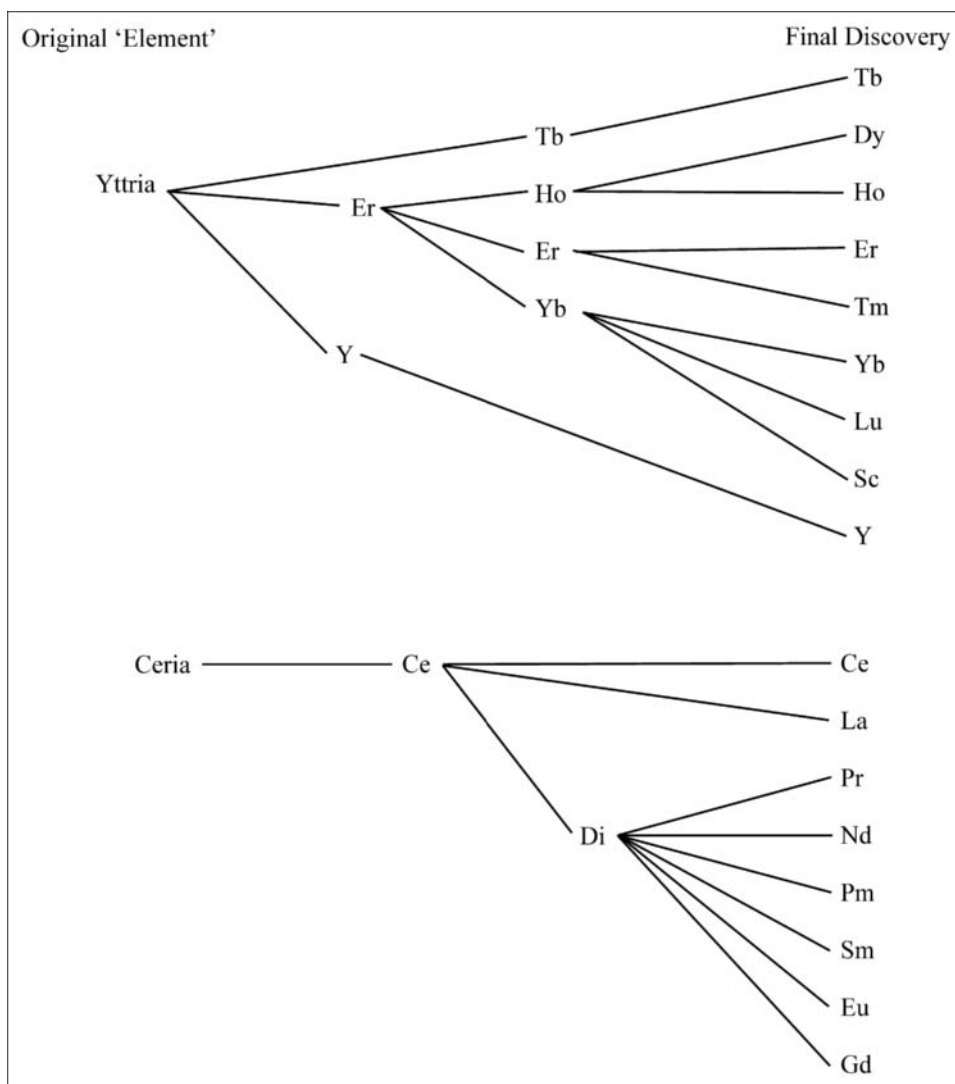 Original ‘Element’ Final Discovery
Tb
Tb
Dy
Yttria
Ho
Ho
Er
Er
Er
Tm
Yb
Y
Yb
Lu
Sc
Y
Ceria Ce Ce
La
Pr
Di Nd
Pm
Sm
Eu
Gd